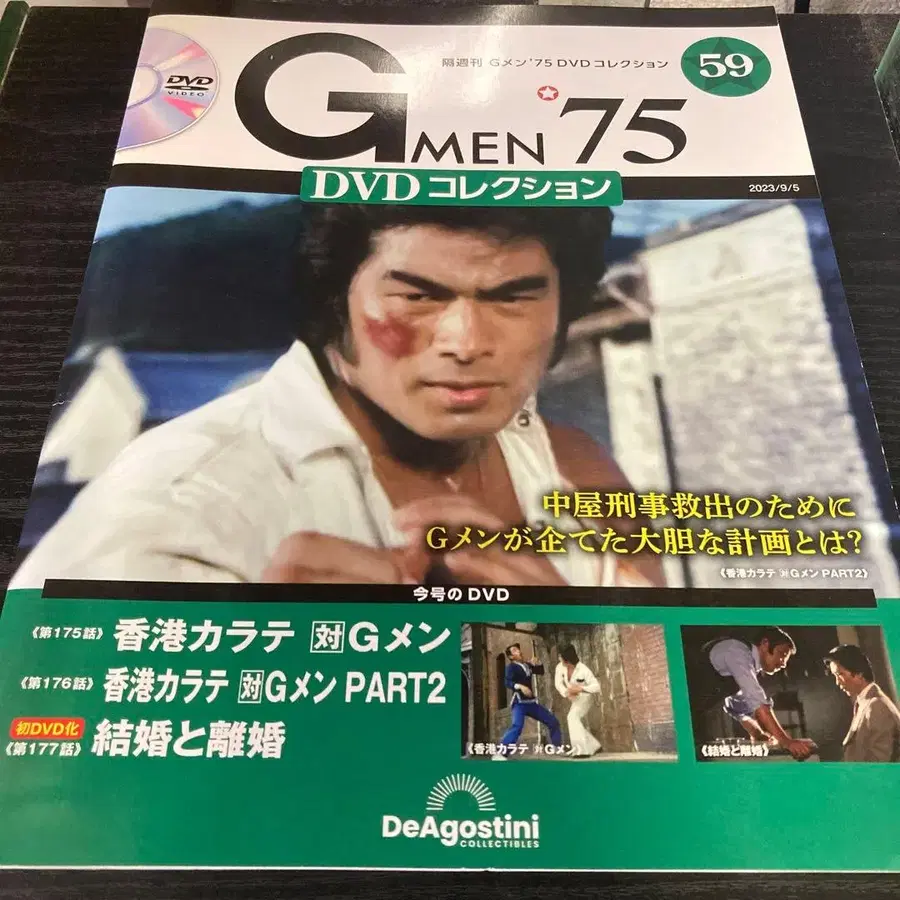 隔週刊 Gメン'75 DVDコレクション
59
DVD
VIDEO
G MEN '75
DVDコレクション
2023/9/5
中屋刑事救出のために
Gメンが企てた大胆な計画とは?
《香港カラテ 対 Gメン PART2》
今号のDVD
《第175話》 香港カラテ 対 Gメン
《第176話》 香港カラテ 対 Gメン PART2
初DVD化
《第177話》 結婚と離婚
《香港カラテ 対 Gメン》
《結婚と離婚》
DeAgostini
COLLECTIBLES